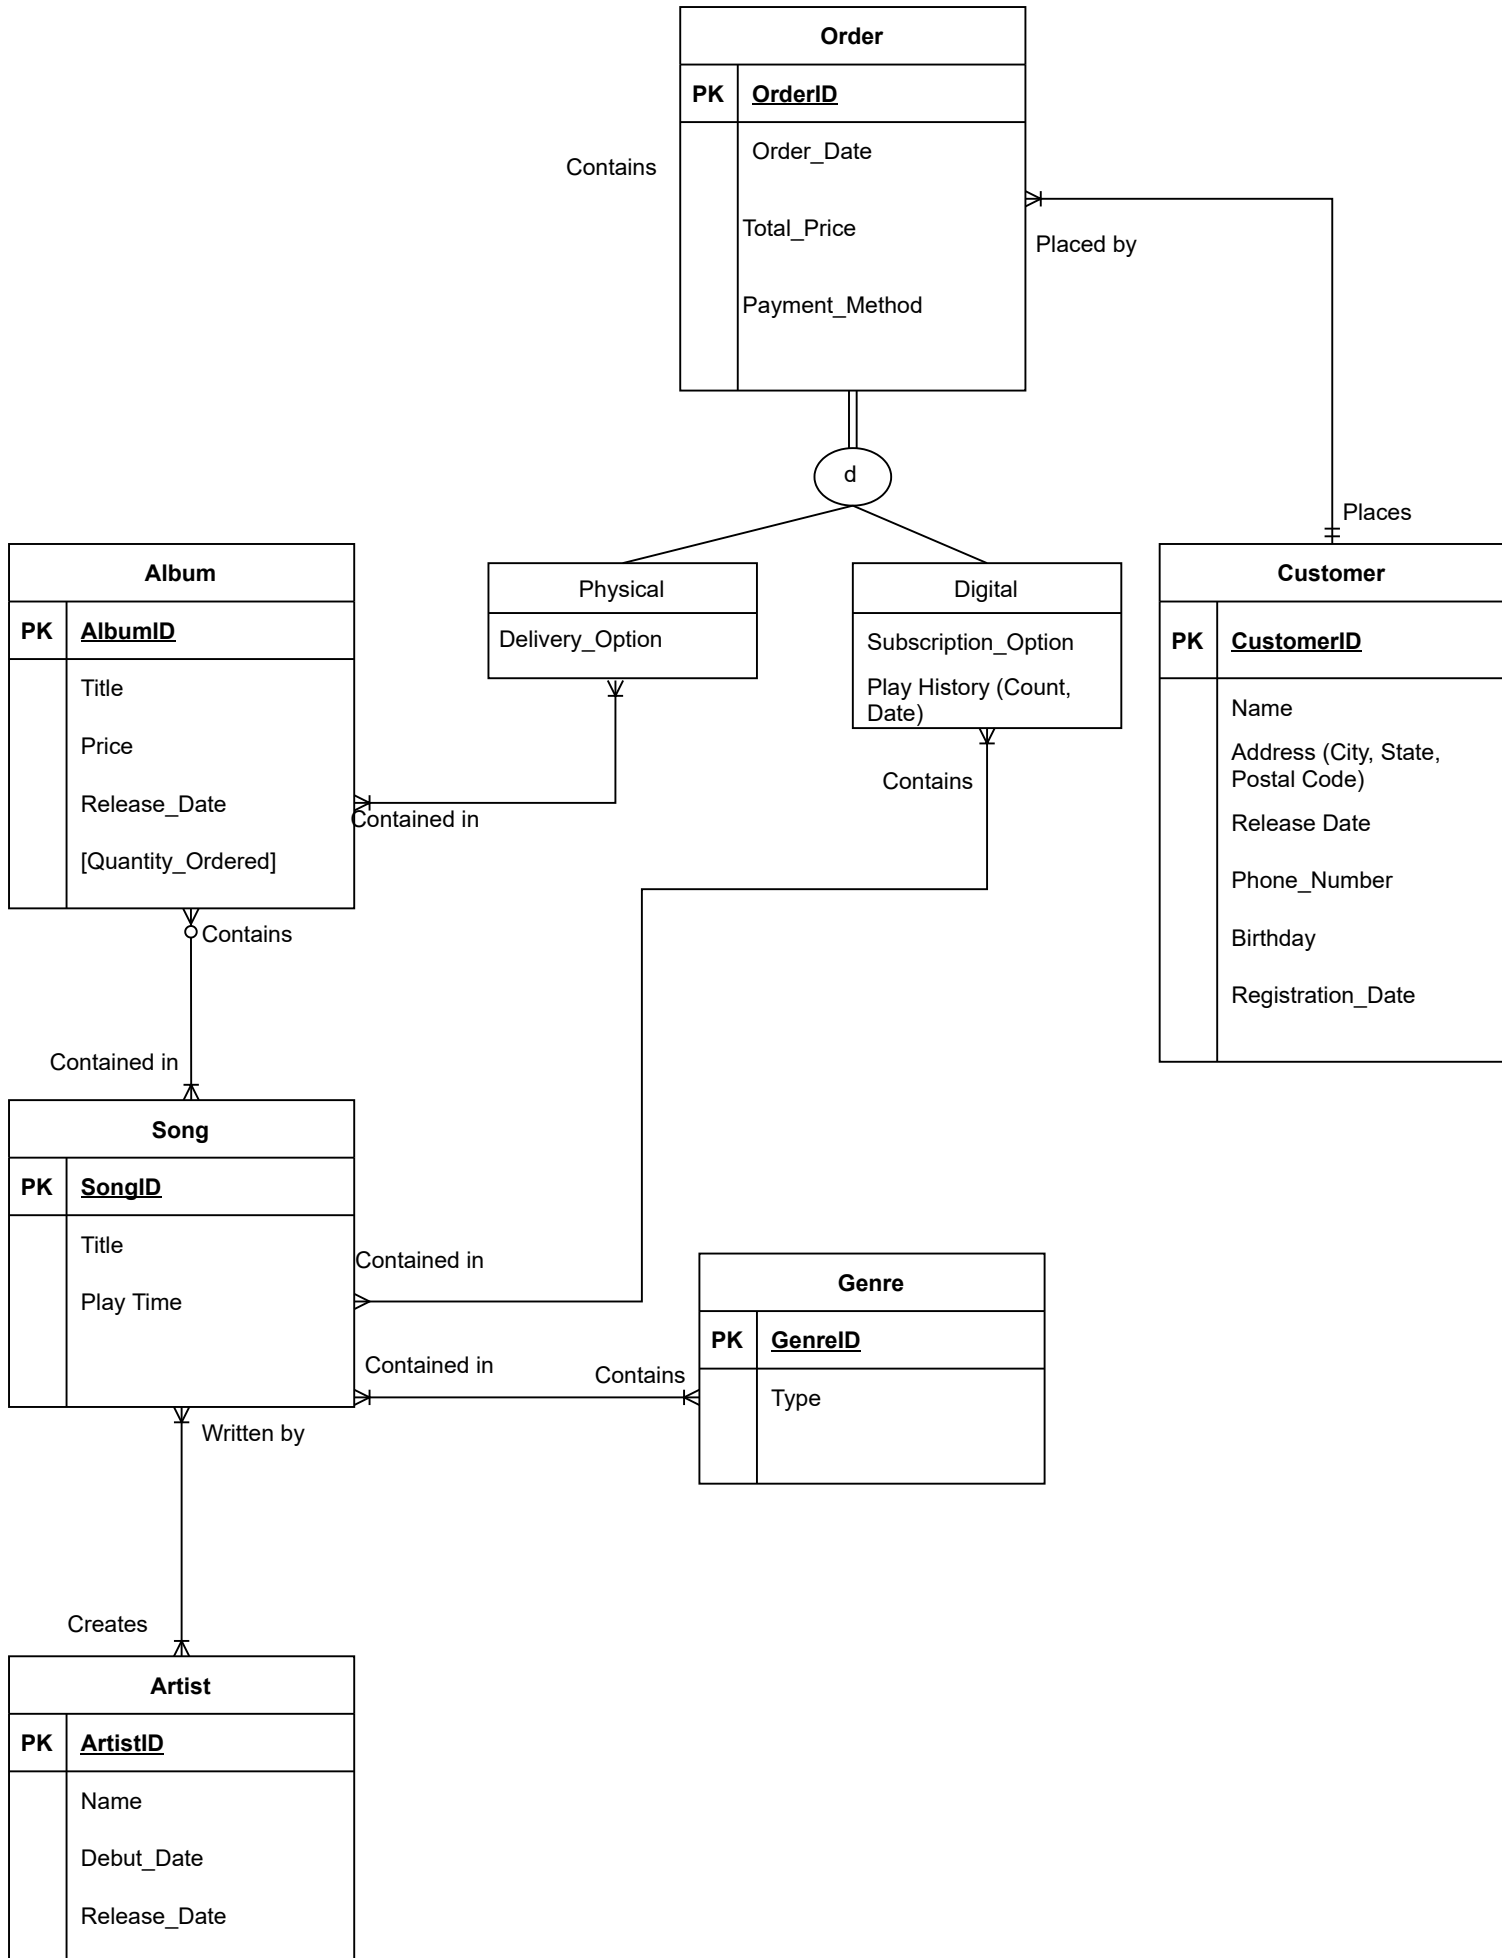 Order
PK OrderID
Order_Date
Contains
Total_Price
Placed by
Payment_Method
d
Places
Album
PK AlbumID
Title
Price
Release_Date
[Quantity_Ordered]
Physical
Delivery_Option
Digital
Subscription_Option
Play History (Count,
Date)
Customer
PK CustomerID
Name
Address (City, State,
Postal Code)
Release Date
Phone_Number
Birthday
Registration_Date
Contained in
Contains
Contains
Contained in
Song
PK SongID
Title
Play Time
Contained in
Contained in
Contains
Genre
PK GenreID
Type
Written by
Creates
Artist
PK ArtistID
Name
Debut_Date
Release_Date